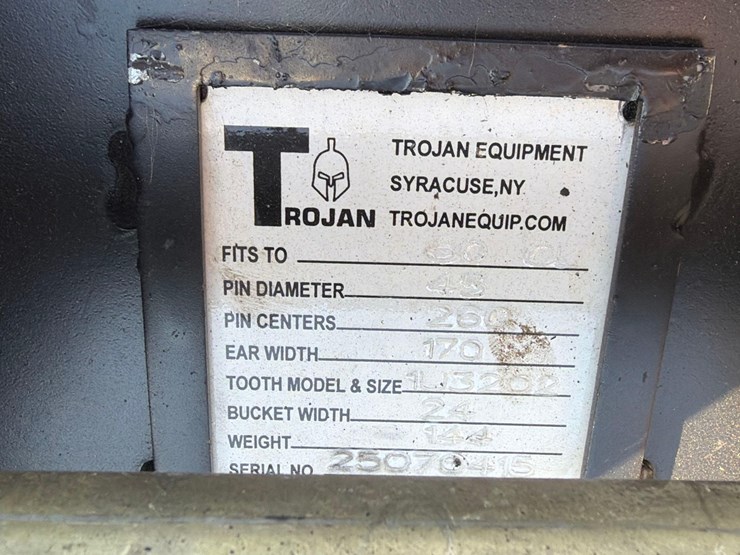 TROJAN
TROJAN EQUIPMENT
SYRACUSE,NY
TROJANEQUIP.COM
FITS TO
PIN DIAMETER 45
PIN CENTERS 260
EAR WIDTH 170
TOOTH MODEL & SIZE
BUCKET WIDTH 24
WEIGHT 144
SERIAL NO